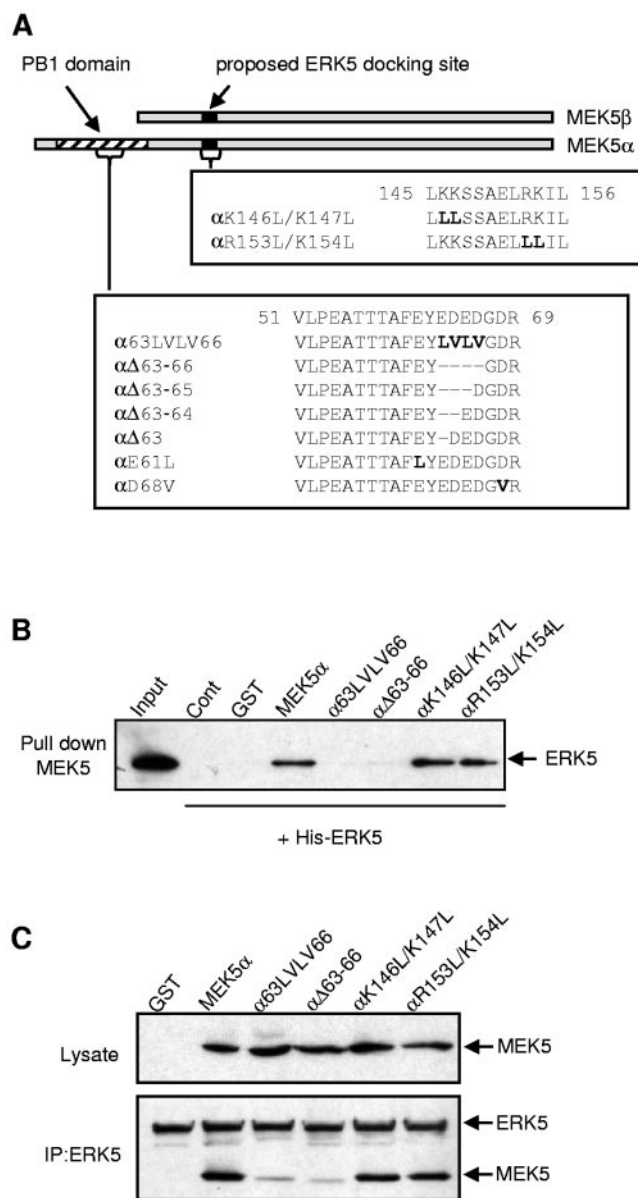 A
PB1 domain
proposed ERK5 docking site
MEK5β
MEK5α
145 LKKSSAELRKIL 156
αK146L/K147L LLLSSAELRKIL
αR153L/K154L LKKSSAELLLIL
51 VLPEATTTAFEYEDEDGDR 69
α63LVLV66 VLPEATTTAFEYLVLVGDR
αΔ63-66 VLPEATTTAFEY----GDR
αΔ63-65 VLPEATTTAFEY---DGDR
αΔ63-64 VLPEATTTAFEY--EDGDR
αΔ63 VLPEATTTAFEY-DEDGDR
αE61L VLPEATTTAFLYEDEDGDR
αD68V VLPEATTTAFEYEDEDGVR
B
Input
Cont
GST
MEK5α
α63LVLV66
αΔ63-66
αK146L/K147L
αR153L/K154L
Pull down
MEK5
ERK5
+ His-ERK5
C
GST
MEK5α
α63LVLV66
αΔ63-66
αK146L/K147L
αR153L/K154L
Lysate
MEK5
IP:ERK5
ERK5
MEK5